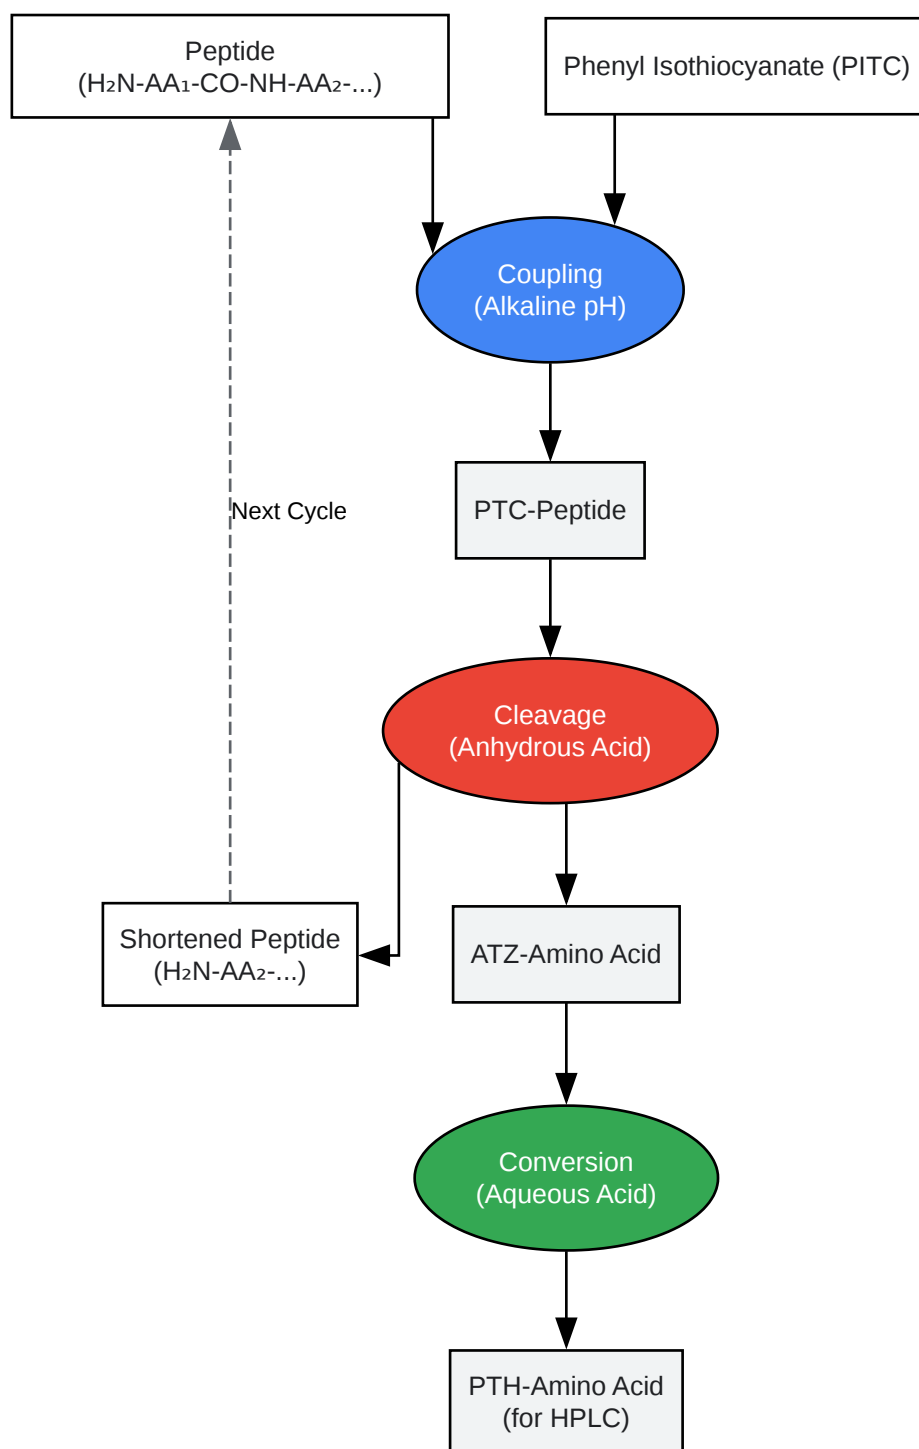 Peptide
(H₂N-AA₁-CO-NH-AA₂-...)
Phenyl Isothiocyanate (PITC)
Coupling
(Alkaline pH)
PTC-Peptide
Next Cycle
Cleavage
(Anhydrous Acid)
Shortened Peptide
(H₂N-AA₂-...)
ATZ-Amino Acid
Conversion
(Aqueous Acid)
PTH-Amino Acid
(for HPLC)